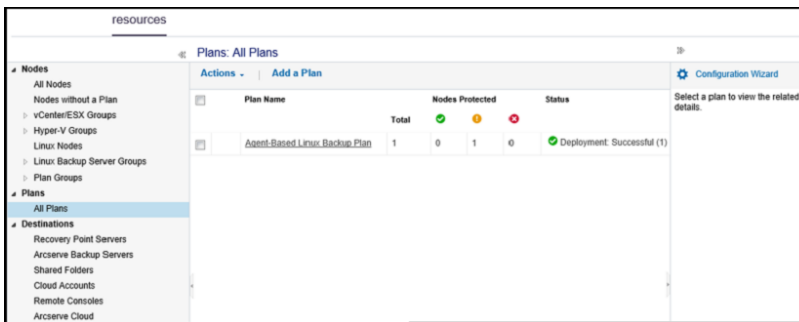 resources
Plans: All Plans
Nodes
All Nodes
Nodes without a Plan
vCenter/ESX Groups
Hyper-V Groups
Linux Nodes
Linux Backup Server Groups
Plan Groups
Plans
All Plans
Destinations
Recovery Point Servers
Arcserve Backup Servers
Shared Folders
Cloud Accounts
Remote Consoles
Arcserve Cloud
Actions | Add a Plan
Plan Name Nodes Protected Status
Total
Agent-Based Linux Backup Plan 1 0 1 0 Deployment: Successful (1)
Configuration Wizard
Select a plan to view the related
details.